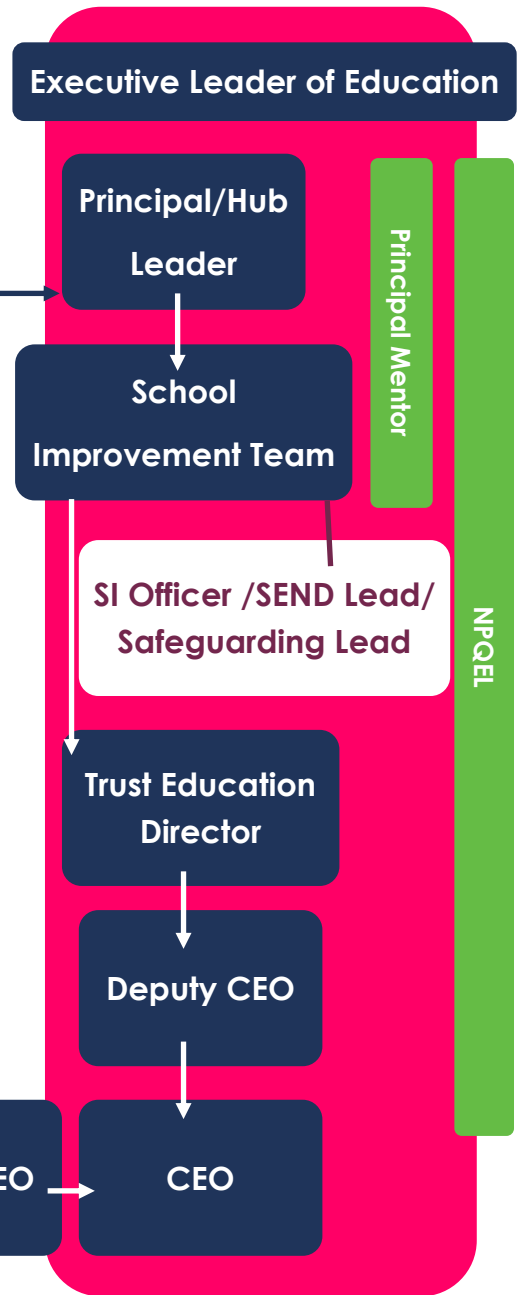 Executive Leader of Education
Principal/Hub
Leader
Principal Mentor
NPQEL
School
Improvement Team
SI Officer /SEND Lead/
Safeguarding Lead
Trust Education
Director
Deputy CEO
EO
CEO